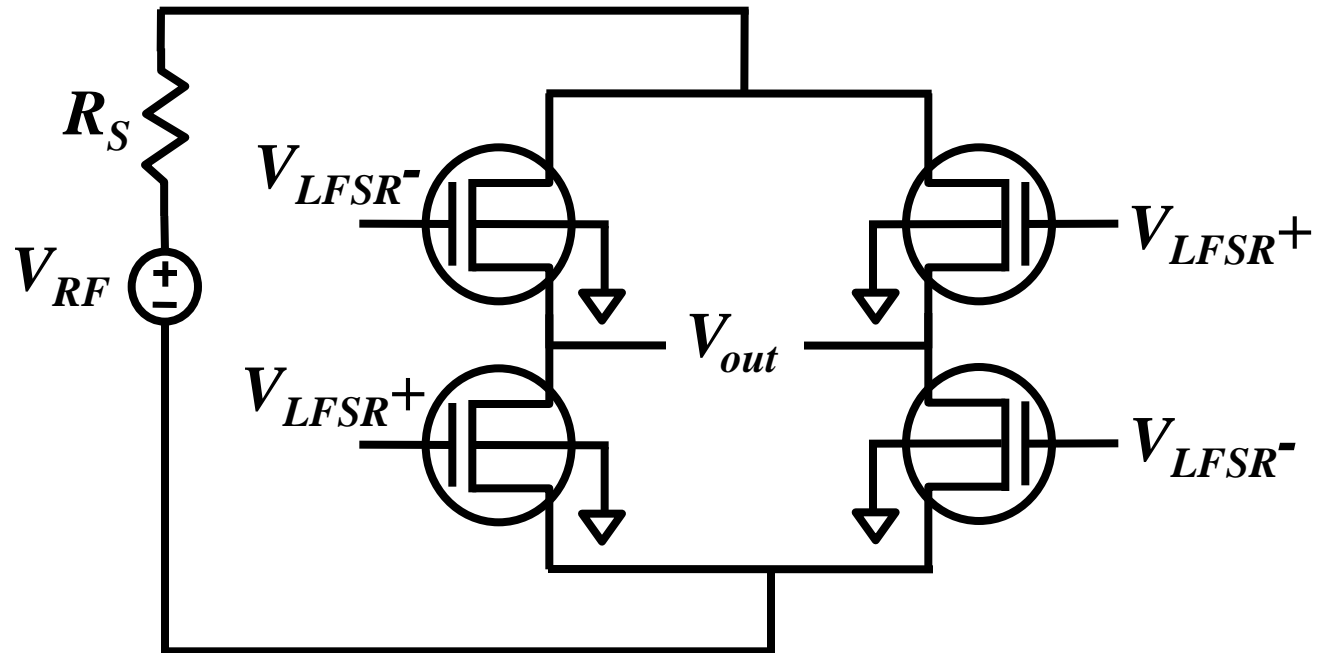 R_S
V_LFSR-
V_LFSR+
V_RF
+
−
V_out
V_LFSR+
V_LFSR-